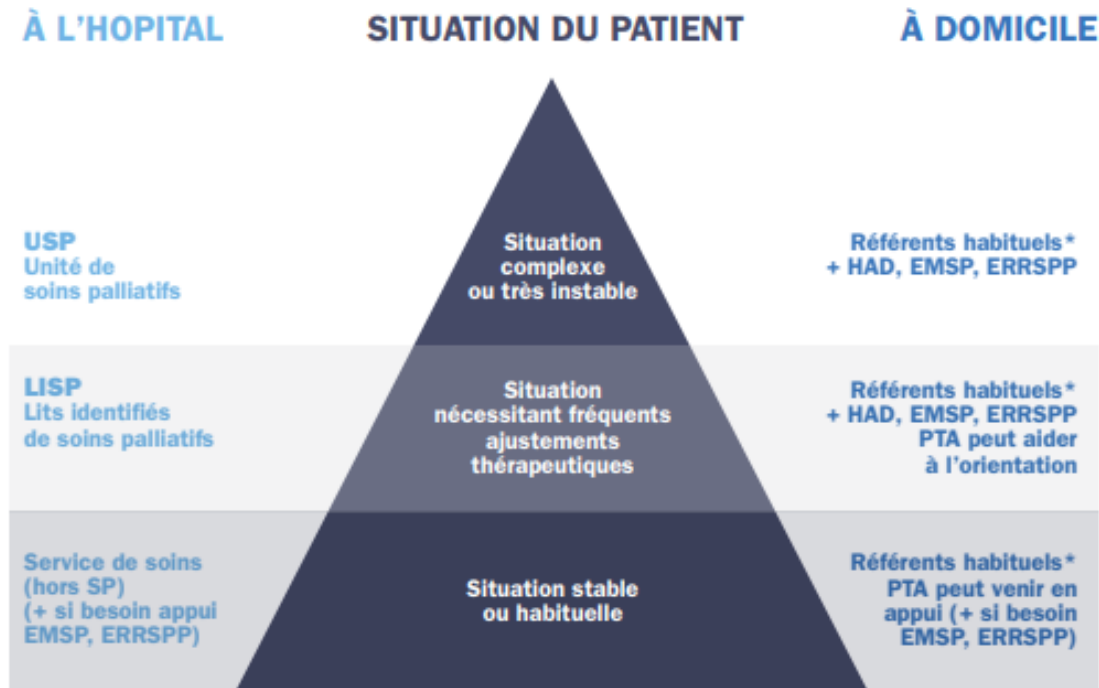 À L'HOPITAL
SITUATION DU PATIENT
À DOMICILE
USP
Unité de
soins palliatifs
Situation
complexe
ou très instable
Référents habituels*
+ HAD, EMSP, ERRSPP
LISP
Lits identifiés
de soins palliatifs
Situation
nécessitant fréquents
ajustements
thérapeutiques
Référents habituels*
+ HAD, EMSP, ERRSPP
PTA peut aider
à l'orientation
Service de soins
(hors SP)
(+ si besoin appui
EMSP, ERRSPP)
Situation stable
ou habituelle
Référents habituels*
PTA peut venir en
appui (+ si besoin
EMSP, ERRSPP)